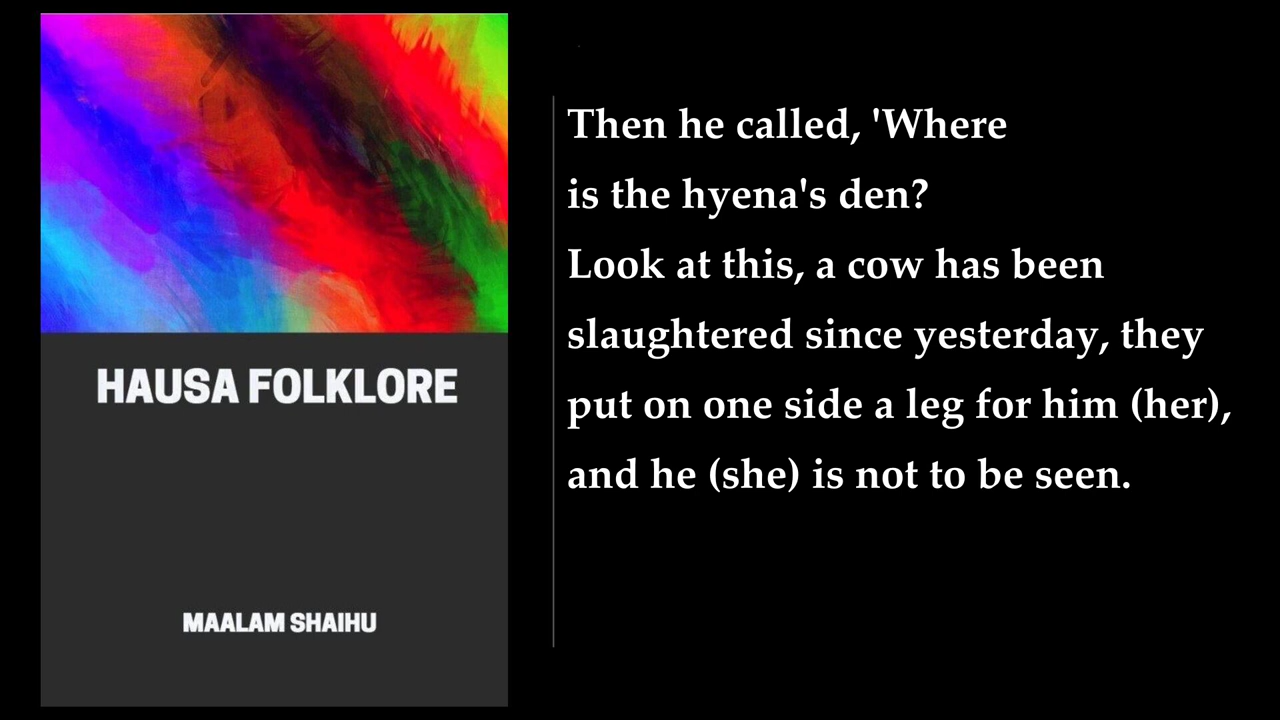 HAUSA FOLKLORE
MAALAM SHAIHU
Then he called, 'Where
is the hyena's den?
Look at this, a cow has been
slaughtered since yesterday, they
put on one side a leg for him (her),
and he (she) is not to be seen.